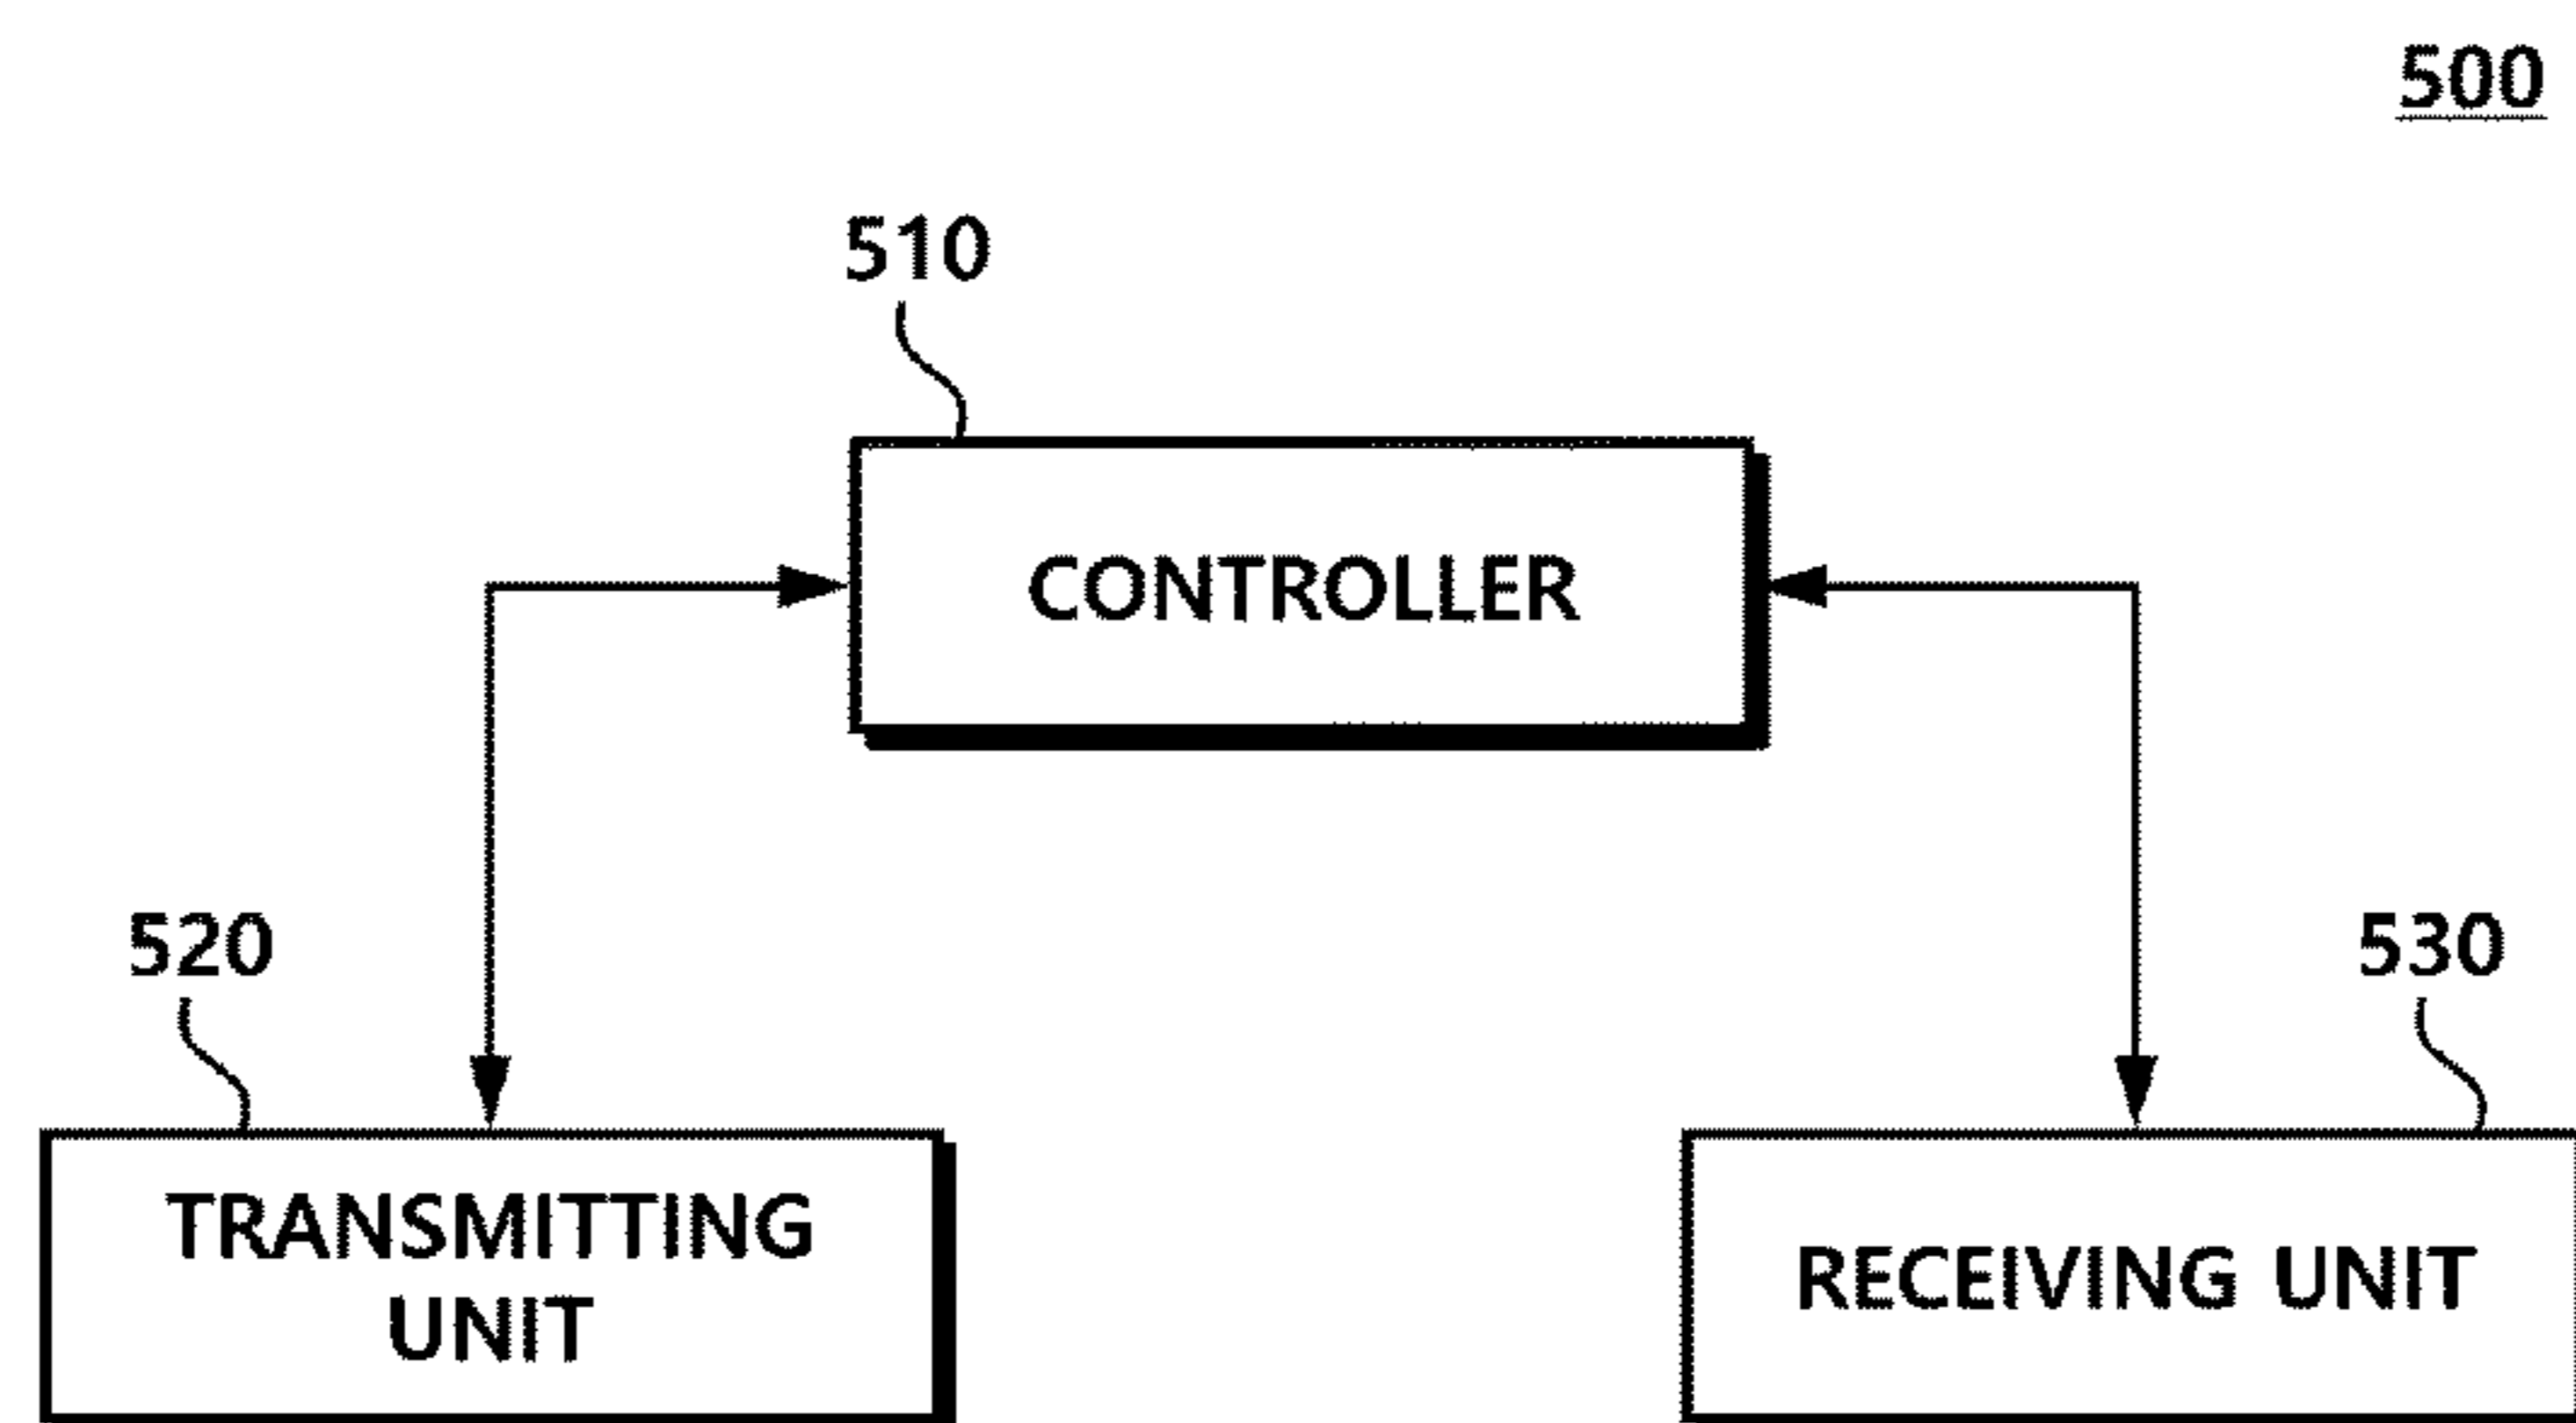 500
510
CONTROLLER
520
530
TRANSMITTING
UNIT
RECEIVING UNIT